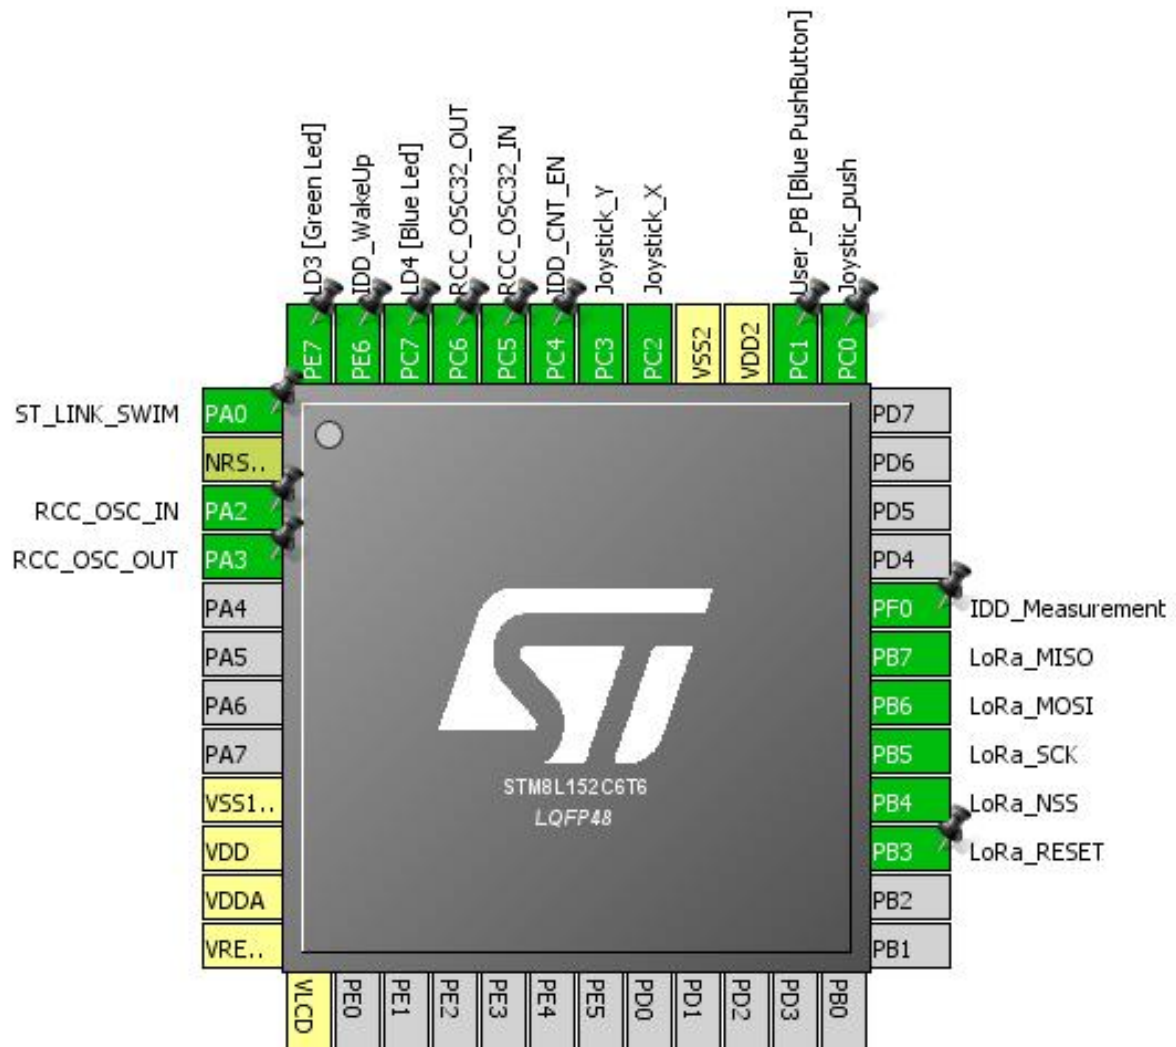 LD3 [Green Led]
IDD_WakeUp
LD4 [Blue Led]
RCC_OSC32_OUT
RCC_OSC32_IN
IDD_CNT_EN
Joystick_Y
Joystick_X
User_PB [Blue PushButton]
Joystic_push
PE7
PE6
PC7
PC6
PC5
PC4
PC3
PC2
VSS2
VDD2
PC1
PC0
ST_LINK_SWIM PA0
NRS..
RCC_OSC_IN PA2
RCC_OSC_OUT PA3
PA4
PA5
PA6
PA7
VSS1..
VDD
VDDA
VRE..
ST
STM8L152C6T6
LQFP48
PD7
PD6
PD5
PD4
PF0 IDD_Measurement
PB7 LoRa_MISO
PB6 LoRa_MOSI
PB5 LoRa_SCK
PB4 LoRa_NSS
PB3 LoRa_RESET
PB2
PB1
VLCD
PE0
PE1
PE2
PE3
PE4
PE5
PD0
PD1
PD2
PD3
PB0